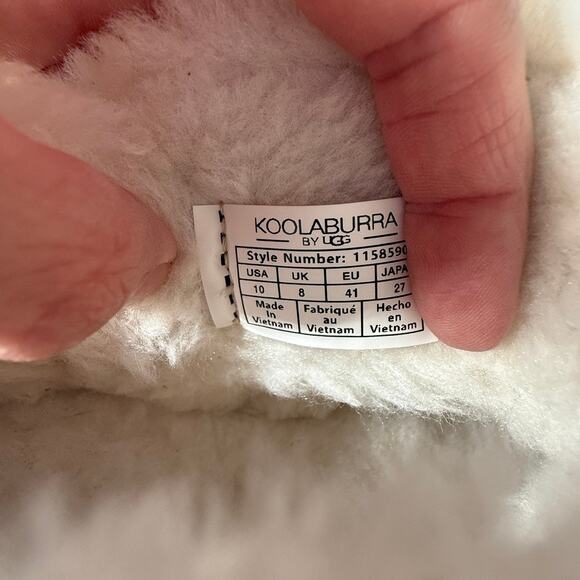 KOOLABURRA
BY UGG
Style Number: 1158590
USA UK EU JAPA
10 8 41 27
Made Fabriqué Hecho
In au en
Vietnam Vietnam Vietnam